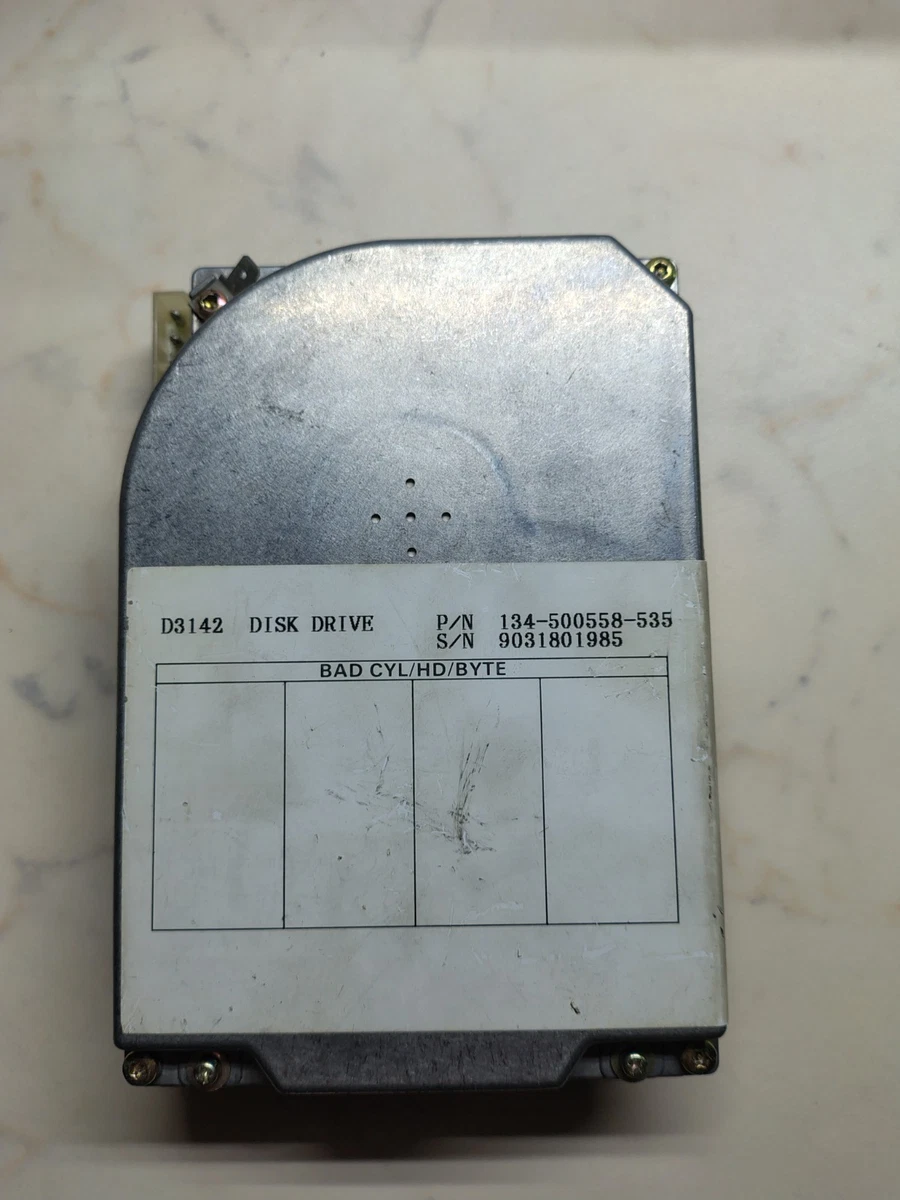 D3142 DISK DRIVE P/N 134-500558-535
S/N 9031801985
BAD CYL/HD/BYTE